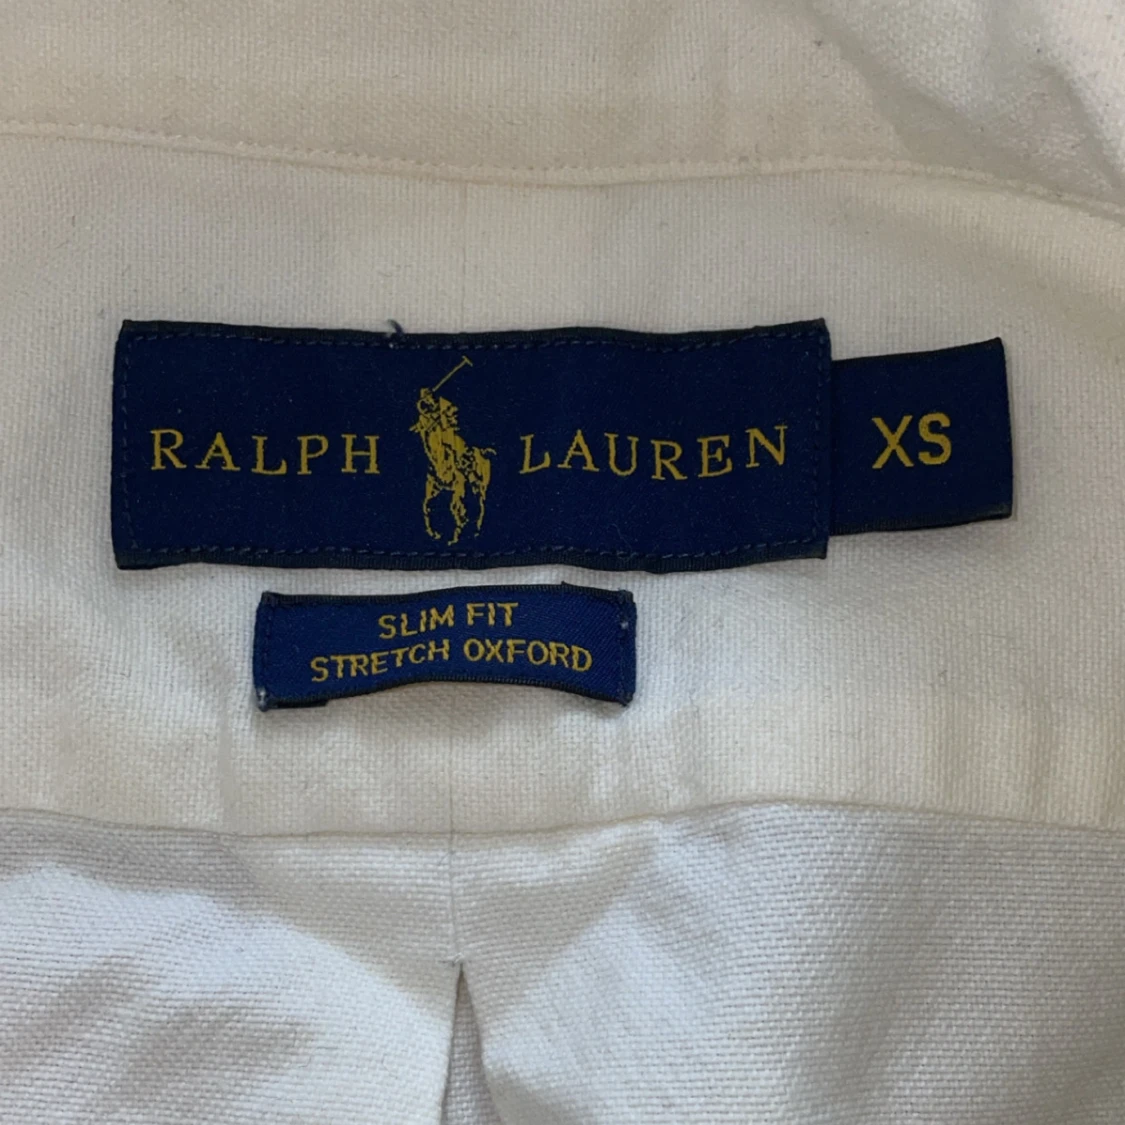 RALPH LAUREN XS
SLIM FIT
STRETCH OXFORD